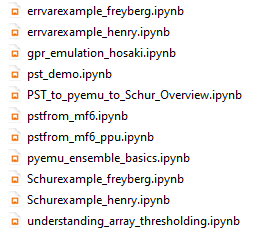 errvarexample_freyberg.ipynb
errvarexample_henry.ipynb
gpr_emulation_hosaki.ipynb
pst_demo.ipynb
PST_to_pyemu_to_Schur_Overview.ipynb
pstfrom_mf6.ipynb
pstfrom_mf6_ppu.ipynb
pyemu_ensemble_basics.ipynb
Schurexample_freyberg.ipynb
Schurexample_henry.ipynb
understanding_array_thresholding.ipynb